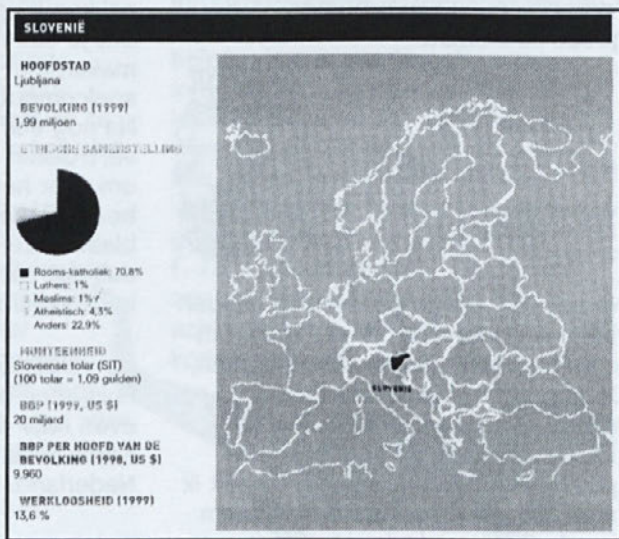 SLOVENIË
HOOFDSTAD
Ljubljana
BEVOLKING (1999)
1,99 miljoen
ETNISCHE SAMENSTELLING
Rooms-katholiek: 70,8%
Luthers: 1%
Moslims: 1%
Atheïstisch: 4,3%
Anders: 22,9%
MUNTEENHEID
Sloveense tolar (SIT)
(100 tolar = 1,09 gulden)
BBP (1999, US $)
20 miljard
BBP PER HOOFD VAN DE
BEVOLKING (1998, US $)
9.960
WERKLOOSHEID (1999)
13,6 %
SLOVENIË